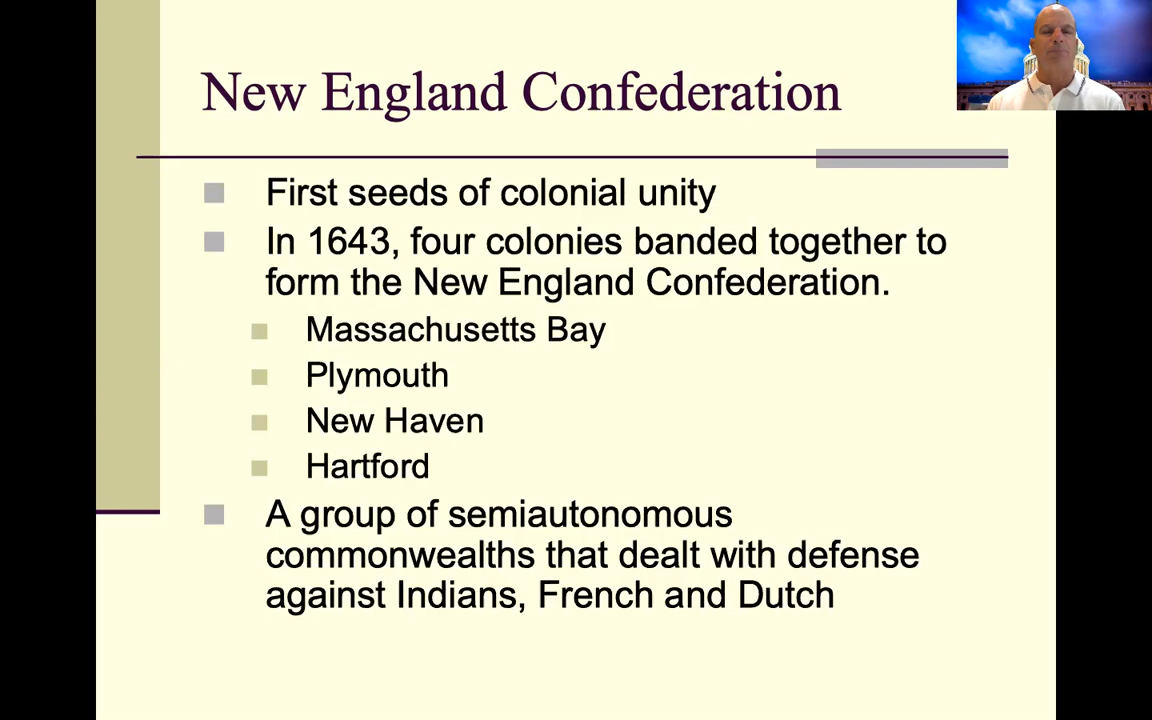 New England Confederation
First seeds of colonial unity
In 1643, four colonies banded together to
form the New England Confederation.
Massachusetts Bay
Plymouth
New Haven
Hartford
A group of semiautonomous
commonwealths that dealt with defense
against Indians, French and Dutch